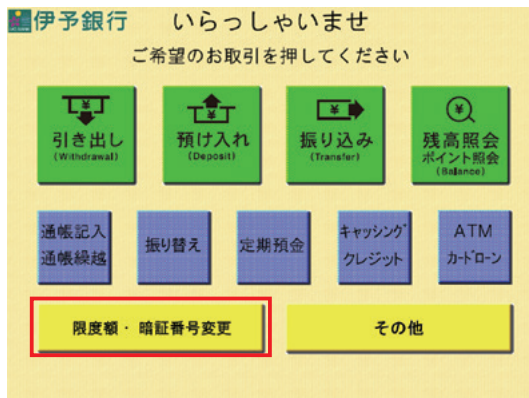 伊予銀行 いらっしゃいませ
ご希望のお取引を押してください
¥ ¥ ¥ ¥
引き出し 預け入れ 振り込み 残高照会
ポイント照会
(Withdrawal) (Deposit) (Transfer) (Balance)
通帳記入 振り替え 定期預金 キャッシング ATM
通帳繰越 クレジット カードローン
限度額・暗証番号変更 その他